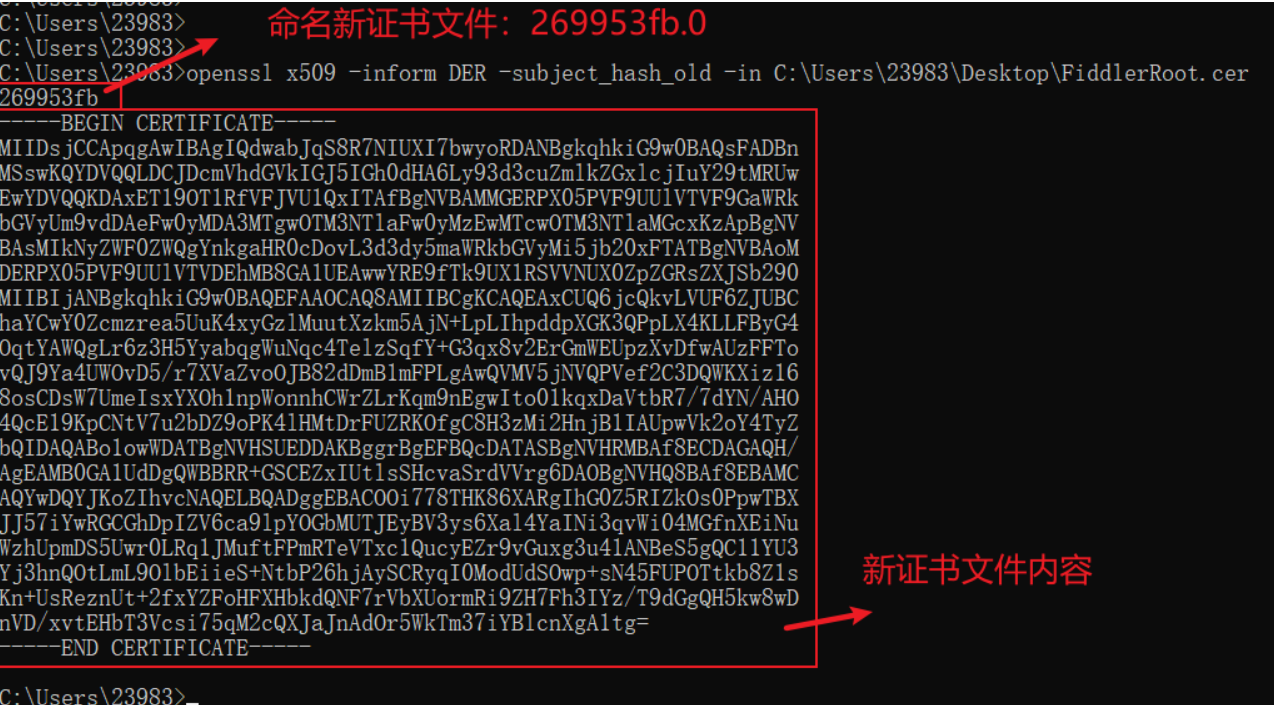 C:\Users\23983>
命名新证书文件：269953fb.0
C:\Users\23983>
C:\Users\23983>openssl x509 -inform DER -subject_hash_old -in C:\Users\23983\Desktop\FiddlerRoot.cer
269953fb
-----BEGIN CERTIFICATE-----
MIIDsjCCApqgAwIBAgIQdwabJqS8R7NIUXI7bwyoRDANBgkqhkiG9w0BAQsFADBn
MSswKQYDVQQLDCJDcmVhdGVkIGJ5IGh0dHA6Ly93d3cuZmlkZGxlcjIuY29tMRUw
EwYDVQQKDAxET19OT1RfVFJVU1QxITAfBgNVBAMMGERPX05PVF9UUlVTVF9GaWRk
bGVyUm9vdDAeFw0yMDA3MTgwOTM3NTlaFw0yMzEwMTcwOTM3NTlaMGcxKzApBgNV
BAsMIkNyZWF0ZWQgYnkgaHR0cDovL3d3dy5maWRkbGVyMi5jb20xFTATBgNVBAoM
DERPX05PVF9UUlVTVDEhMB8GA1UEAwwYRE9fTk9UX1RSVVNUX0ZpZGRsZXJSb290
MIIBIjANBgkqhkiG9w0BAQEFAAOCAQ8AMIIBCgKCAQEAxCUQ6jcQkvLVUF6ZJUBC
haYCwY0Zcmzrea5UuK4xyGzlMuutXzkm5AjN+LpLIhpddpXGK3QPpLX4KLLFByG4
OqtYAWQgLr6z3H5YyabqgWuNqc4TelzSqfY+G3qx8v2ErGmWEUpzXvDfwAUzFFTo
vQJ9Ya4UWOvD5/r7XVaZvoOJB82dDmB1mFPLgAwQVMV5jNVQPVef2C3DQWKXiz16
8osCDsW7UmeIsxYXOh1npWonnhCWrZLrKqm9nEgwIto01kqxDaVtbR7/7dYN/AHO
4QcE19KpCNtV7u2bDZ9oPK4lHMtDrFUZRKOfgC8H3zMi2HnjB1IAUpwVk2oY4TyZ
bQIDAQABo1owWDATBgNVHSUEDDAKBggrBgEFBQcDATASBgNVHRMBAf8ECDAGAQH/
AgEAMB0GA1UdDgQWBBRR+GSCEZxIUtlsSHcvaSrdVVrg6DAOBgNVHQ8BAf8EBAMC
AQYwDQYJKoZIhvcNAQELBQADggEBACOOi778THK86XARgIhG0Z5RIZkOs0PpwTBX
JJ57iYwRGCGhDpIZV6ca9lpYOGbMUTJEyBV3ys6Xal4YaINi3qvWi04MGfnXEiNu
WzhUpmDS5Uwr0LRq1JMuftFPmRTeVTxc1QucyEZr9vGuxg3u4lANBeS5gQCl1YU3
Yj3hnQOtLmL9OlbEiieS+NtbP26hjAySCRyqI0ModUdSOwp+sN45FUPOTtkb8Z1s
Kn+UsReznUt+2fxYZFoHFXHbkdQNF7rVbXUormRi9ZH7Fh3IYz/T9dGgQH5kw8wD
nVD/xvtEHbT3Vcsi75qM2cQXJaJnAdOr5WkTm37iYBlcnXgA1tg=
-----END CERTIFICATE-----
新证书文件内容
C:\Users\23983>_